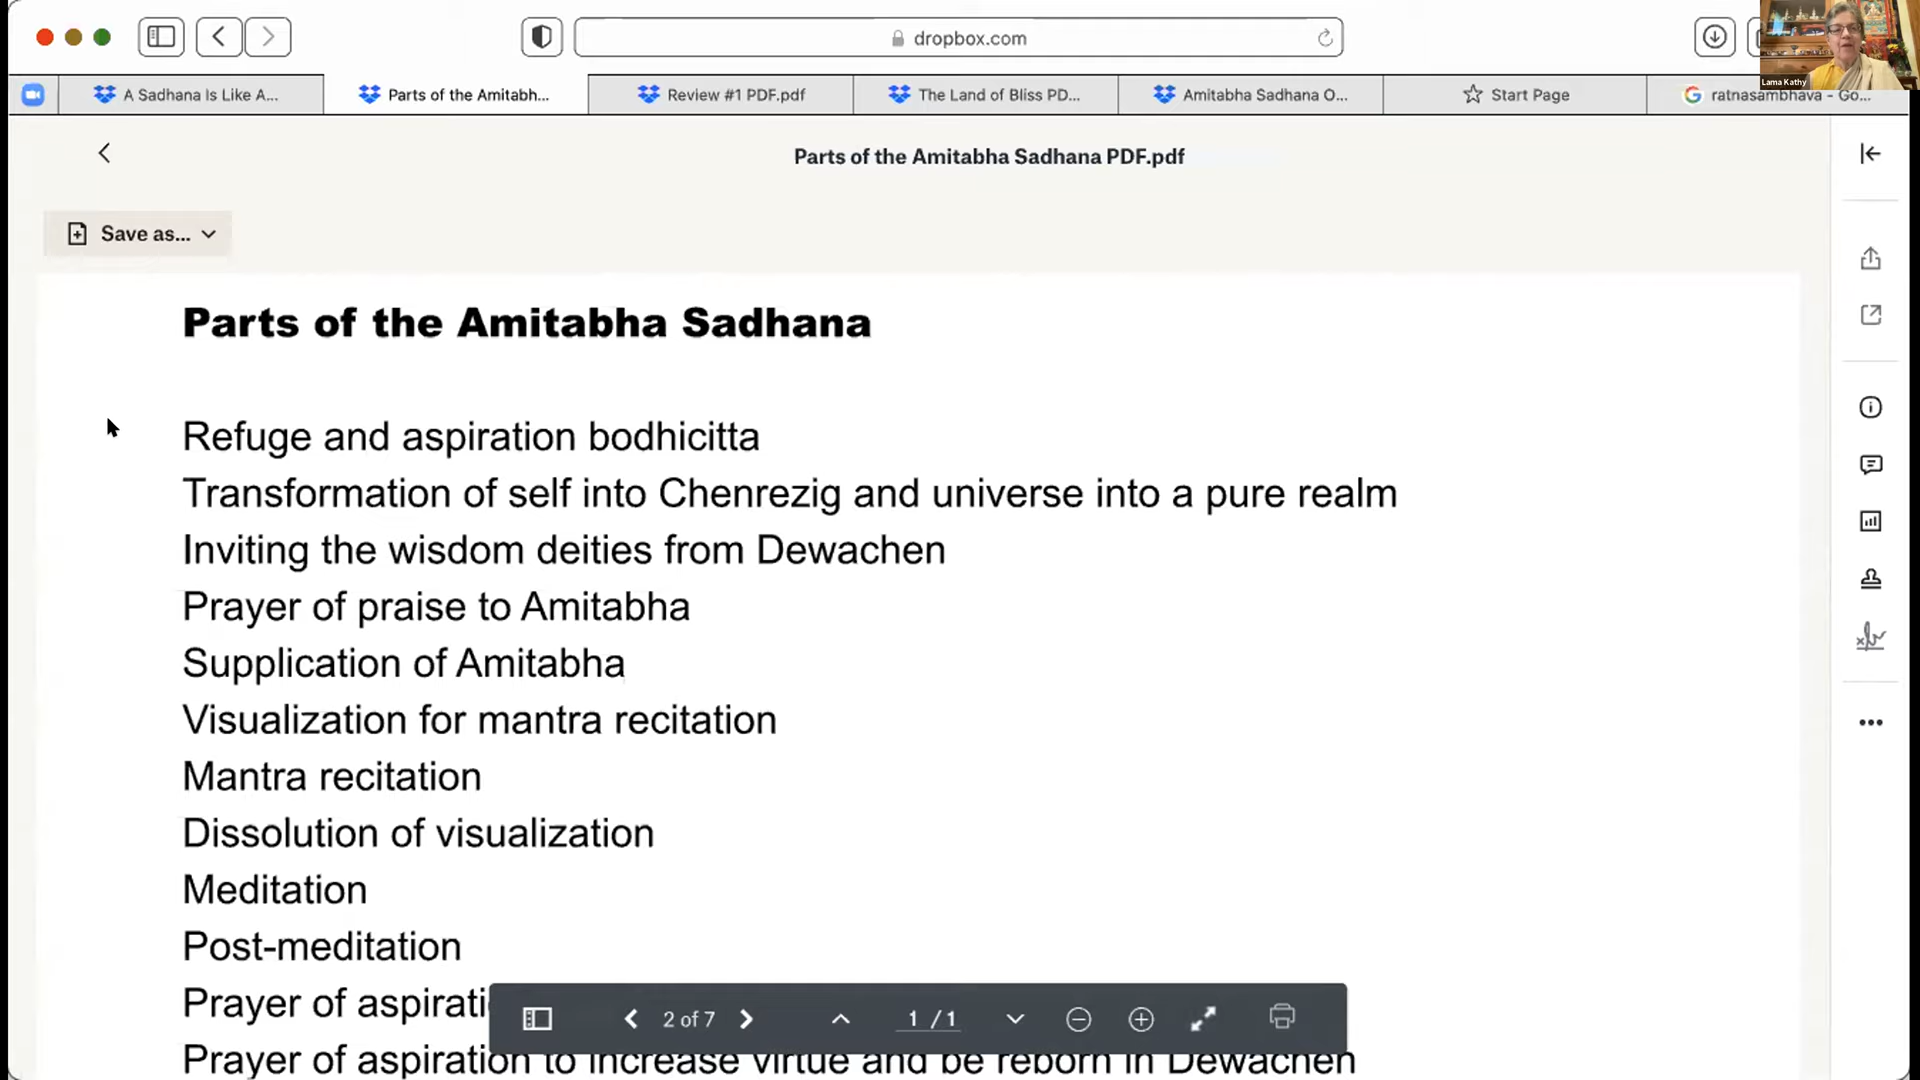 dropbox.com
Lama Kathy
A Sadhana Is Like A...
Parts of the Amitabh...
Review #1 PDF.pdf
The Land of Bliss PD...
Amitabha Sadhana O...
Start Page
ratnasambhava - Go...
Parts of the Amitabha Sadhana PDF.pdf
Save as...
Parts of the Amitabha Sadhana
Refuge and aspiration bodhicitta
Transformation of self into Chenrezig and universe into a pure realm
Inviting the wisdom deities from Dewachen
Prayer of praise to Amitabha
Supplication of Amitabha
Visualization for mantra recitation
Mantra recitation
Dissolution of visualization
Meditation
Post-meditation
Prayer of aspirati
2 of 7
1 / 1
Prayer of aspiration to increase virtue and be reborn in Dewachen